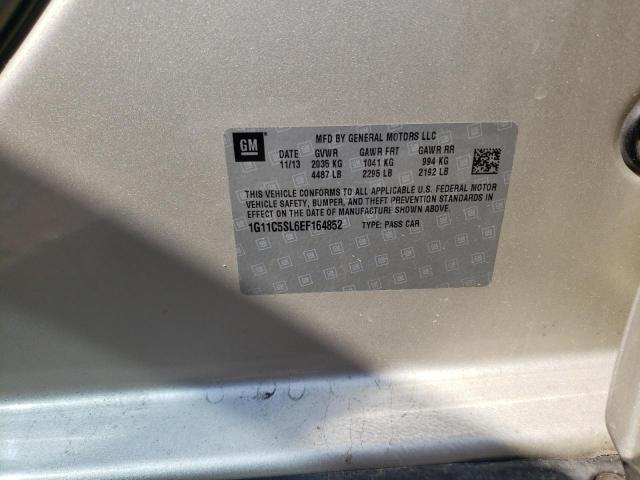 GM
MFD BY GENERAL MOTORS LLC
DATE GVWR GAWR FRT GAWR RR
11/13 2035 KG 1041 KG 994 KG
4487 LB 2295 LB 2192 LB
THIS VEHICLE CONFORMS TO ALL APPLICABLE U.S. FEDERAL MOTOR
VEHICLE SAFETY, BUMPER, AND THEFT PREVENTION STANDARDS IN
EFFECT ON THE DATE OF MANUFACTURE SHOWN ABOVE.
1G11C5SL6EF164852 TYPE: PASS CAR